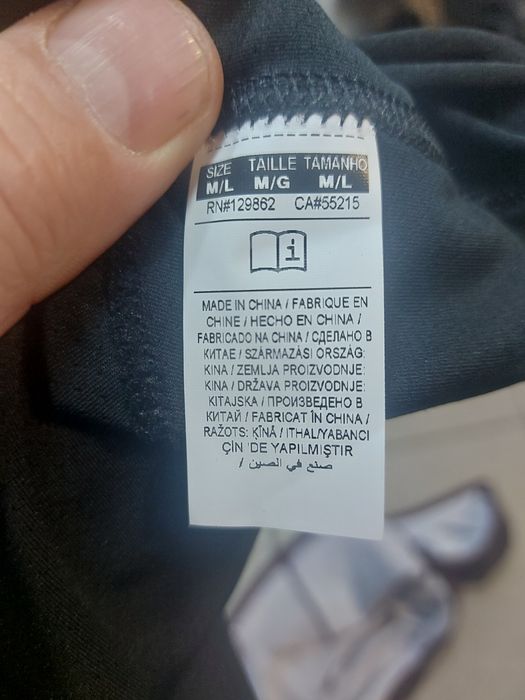 SIZE TAILLE TAMANHO
M/L M/G M/L
RN#129862 CA#55215
i
MADE IN CHINA / FABRIQUE EN
CHINE / HECHO EN CHINA /
FABRICADO NA CHINA / СДЕЛАНО В
КИТАЕ / SZÁRMAZÁSI ORSZÁG:
KINA / ZEMLJA PROIZVODNJE:
KINA / DRŽAVA PROIZVODNJE:
KITAJSKA / ПРОИЗВЕДЕНО В
КИТАЙ / FABRICAT ÎN CHINA /
RAŽOTS: ĶĪNĀ / ITHAL/YABANCI
ÇİN 'DE YAPILMIŞTIR
صنع في الصين /